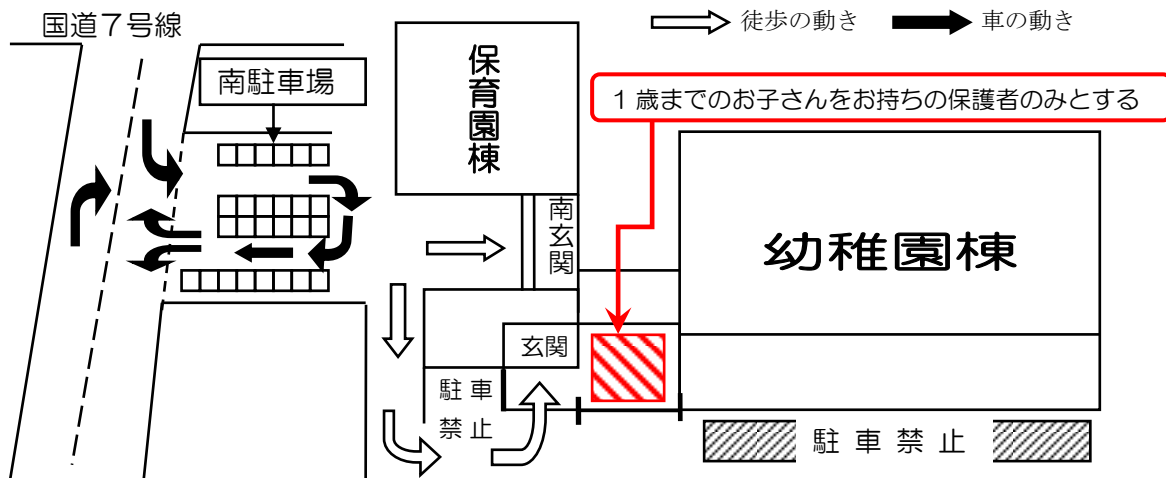 国道７号線
徒歩の動き
車の動き
南駐車場
保育園棟
１歳までのお子さんをお持ちの保護者のみとする
南玄関
幼稚園棟
玄関
駐車
禁止
駐車禁止